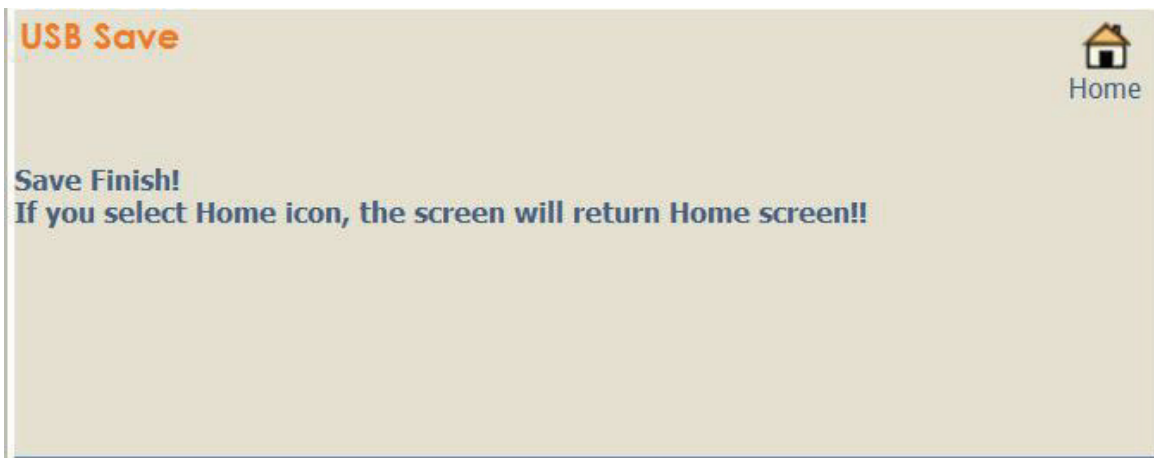 USB Save
Home
Save Finish!
If you select Home icon, the screen will return Home screen!!